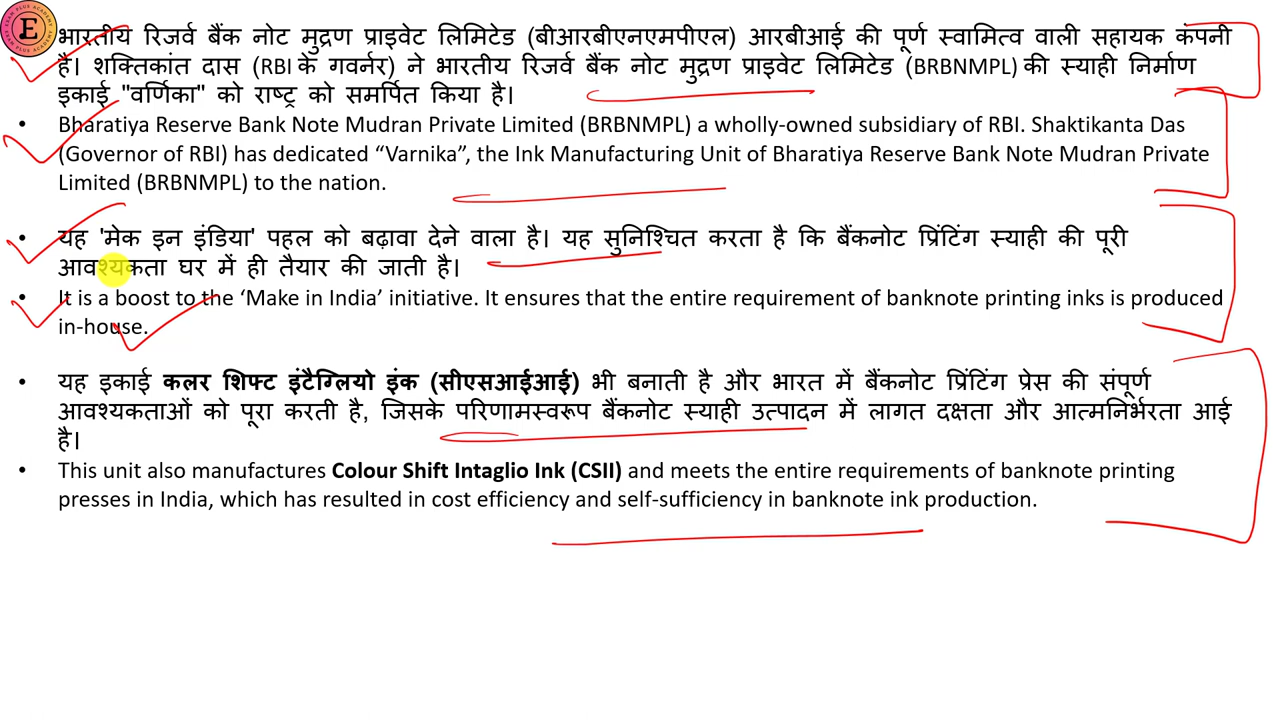 भारतीय रिजर्व बैंक नोट मुद्रण प्राइवेट लिमिटेड (बीआरबीएनएमपीएल) आरबीआई की पूर्ण स्वामित्व वाली सहायक कंपनी
है। शक्तिकांत दास (RBI के गवर्नर) ने भारतीय रिजर्व बैंक नोट मुद्रण प्राइवेट लिमिटेड (BRBNMPL) की स्याही निर्माण
इकाई "वर्णिका" को राष्ट्र को समर्पित किया है।
• Bharatiya Reserve Bank Note Mudran Private Limited (BRBNMPL) a wholly-owned subsidiary of RBI. Shaktikanta Das
(Governor of RBI) has dedicated “Varnika”, the Ink Manufacturing Unit of Bharatiya Reserve Bank Note Mudran Private
Limited (BRBNMPL) to the nation.
• यह 'मेक इन इंडिया' पहल को बढ़ावा देने वाला है। यह सुनिश्चित करता है कि बैंकनोट प्रिंटिंग स्याही की पूरी
आवश्यकता घर में ही तैयार की जाती है।
• It is a boost to the ‘Make in India’ initiative. It ensures that the entire requirement of banknote printing inks is produced
in-house.
• यह इकाई कलर शिफ्ट इंटैग्लियो इंक (सीएसआईआई) भी बनाती है और भारत में बैंकनोट प्रिंटिंग प्रेस की संपूर्ण
आवश्यकताओं को पूरा करती है, जिसके परिणामस्वरूप बैंकनोट स्याही उत्पादन में लागत दक्षता और आत्मनिर्भरता आई
है।
• This unit also manufactures Colour Shift Intaglio Ink (CSII) and meets the entire requirements of banknote printing
presses in India, which has resulted in cost efficiency and self-sufficiency in banknote ink production.